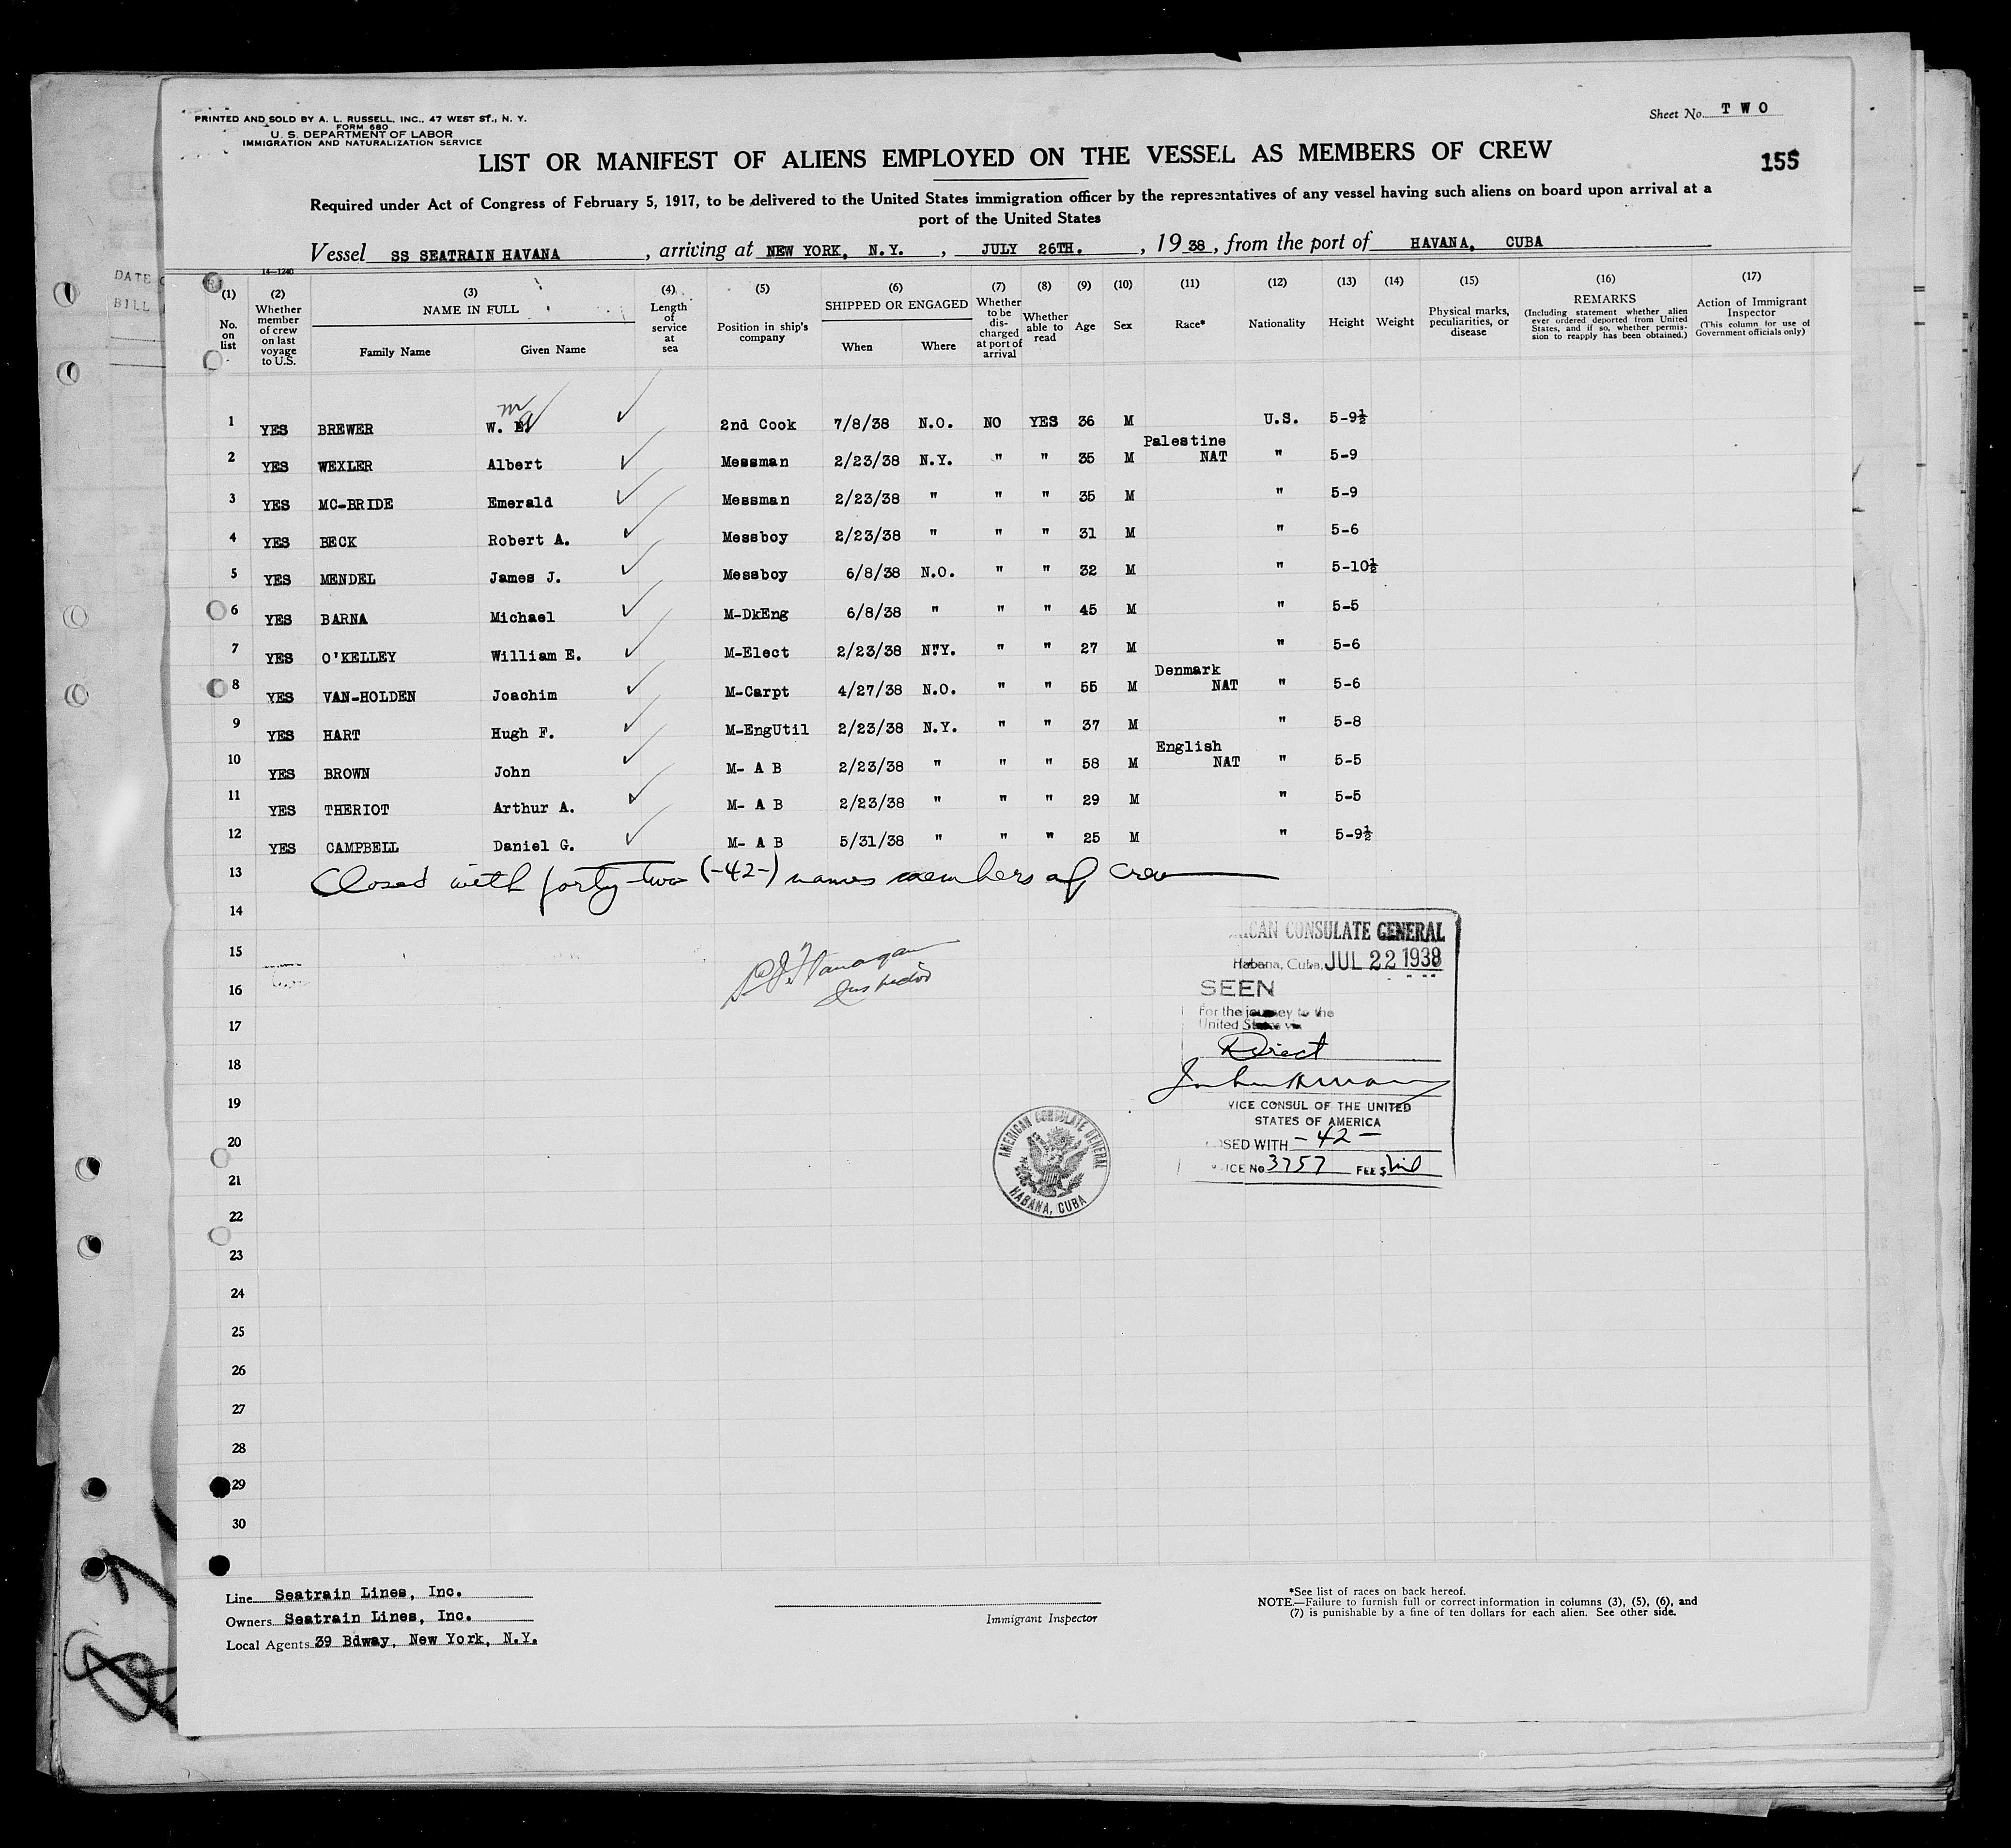 PRINTED AND SOLD BY A. L. RUSSELL, INC., 47 WEST ST., N. Y.
FORM 680
U. S. DEPARTMENT OF LABOR
IMMIGRATION AND NATURALIZATION SERVICE
Sheet No. TWO
LIST OR MANIFEST OF ALIENS EMPLOYED ON THE VESSEL AS MEMBERS OF CREW
155
Required under Act of Congress of February 5, 1917, to be delivered to the United States immigration officer by the representatives of any vessel having such aliens on board upon arrival at a
port of the United States
Vessel SS SEATRAIN HAVANA, arriving at NEW YORK, N.Y., JULY 26TH., 1938, from the port of HAVANA, CUBA
14-1240
(1) No. on list
(2) Whether member of crew on last voyage to U.S.
(3) NAME IN FULL Family Name Given Name
(4) Length of service at sea
(5) Position in ship's company
(6) SHIPPED OR ENGAGED When Where
(7) Whether to be discharged at port of arrival
(8) Whether able to read
(9) Age
(10) Sex
(11) Race*
(12) Nationality
(13) Height
(14) Weight
(15) Physical marks, peculiarities, or disease
(16) REMARKS (Including statement whether alien ever ordered deported from United States, and if so, whether permission to reapply has been obtained.)
(17) Action of Immigrant Inspector (This column for use of Government officials only)
1 YES BREWER W. 2nd Cook 7/8/38 N.O. NO YES 36 M U.S. 5-9½
2 YES WEXLER Albert Messman 2/23/38 N.Y. " " 35 M Palestine NAT " 5-9
3 YES MC-BRIDE Emerald Messman 2/23/38 " " " 35 M " 5-9
4 YES BECK Robert A. Messboy 2/23/38 " " " 31 M " 5-6
5 YES MENDEL James J. Messboy 6/8/38 N.O. " " 32 M " 5-10½
6 YES BARNA Michael M-DkEng 6/8/38 " " " 45 M " 5-5
7 YES O'KELLEY William E. M-Elect 2/23/38 N.Y. " " 27 M " 5-6
8 YES VAN-HOLDEN Joachim M-Carpt 4/27/38 N.O. " " 55 M Denmark NAT " 5-6
9 YES HART Hugh F. M-EngUtil 2/23/38 N.Y. " " 37 M " 5-8
10 YES BROWN John M- A B 2/23/38 " " " 58 M English NAT " 5-5
11 YES THERIOT Arthur A. M- A B 2/23/38 " " " 29 M " 5-5
12 YES CAMPBELL Daniel G. M- A B 5/31/38 " " " 25 M " 5-9½
13 Closed with forty-two (-42-) names members of crew
14
15
16
17
18
19
20
21
22
23
24
25
26
27
28
29
30
CONSULATE GENERAL
Habana, Cuba, JUL 22 1938
SEEN
For the journey to the
United States via
Direct
VICE CONSUL OF THE UNITED
STATES OF AMERICA
SED WITH -42-
ICE No 3757 FEE $ Nil
AMERICAN CONSULATE GENERAL
HABANA, CUBA
Line Seatrain Lines, Inc.
Owners Seatrain Lines, Inc.
Local Agents 39 Bdway, New York, N.Y.
Immigrant Inspector
*See list of races on back hereof.
NOTE.—Failure to furnish full or correct information in columns (3), (5), (6), and
(7) is punishable by a fine of ten dollars for each alien. See other side.
DATE
BILL